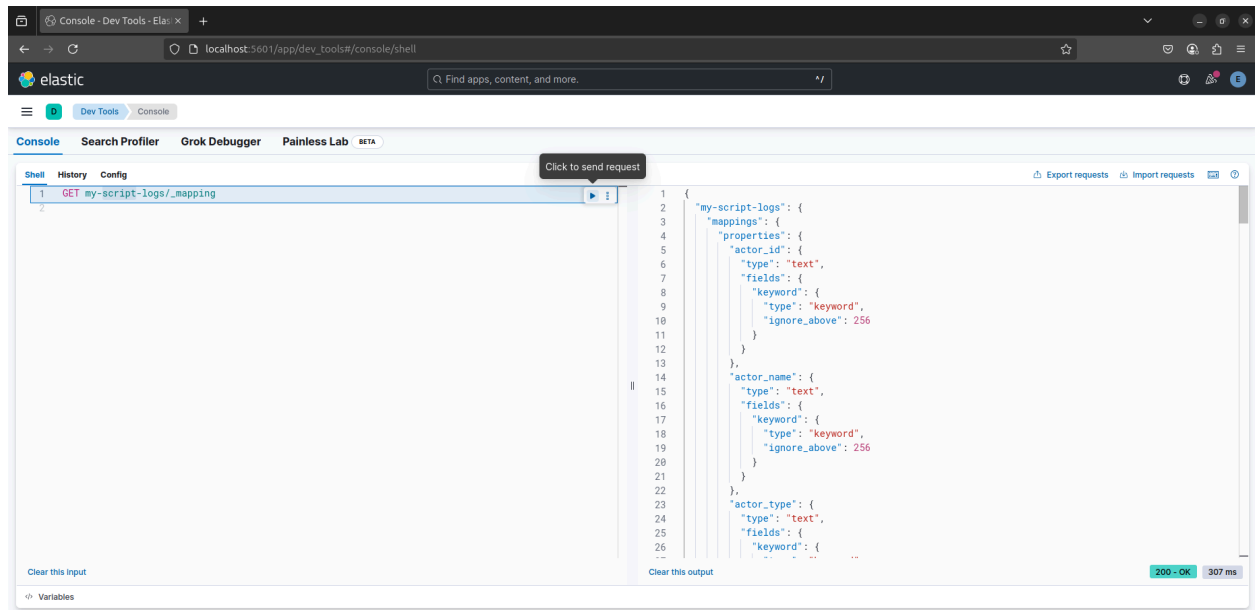 Console - Dev Tools - Elas
localhost:5601/app/dev_tools#/console/shell
elastic
Find apps, content, and more.
^/
E
D
Dev Tools
Console
Console Search Profiler Grok Debugger Painless Lab BETA
Click to send request
Shell History Config
Export requests Import requests
1 GET my-script-logs/_mapping
2
1 {
2 "my-script-logs": {
3 "mappings": {
4 "properties": {
5 "actor_id": {
6 "type": "text",
7 "fields": {
8 "keyword": {
9 "type": "keyword",
10 "ignore_above": 256
11 }
12 }
13 },
14 "actor_name": {
15 "type": "text",
16 "fields": {
17 "keyword": {
18 "type": "keyword",
19 "ignore_above": 256
20 }
21 }
22 },
23 "actor_type": {
24 "type": "text",
25 "fields": {
26 "keyword": {
Clear this input
Clear this output
200 - OK
307 ms
</> Variables